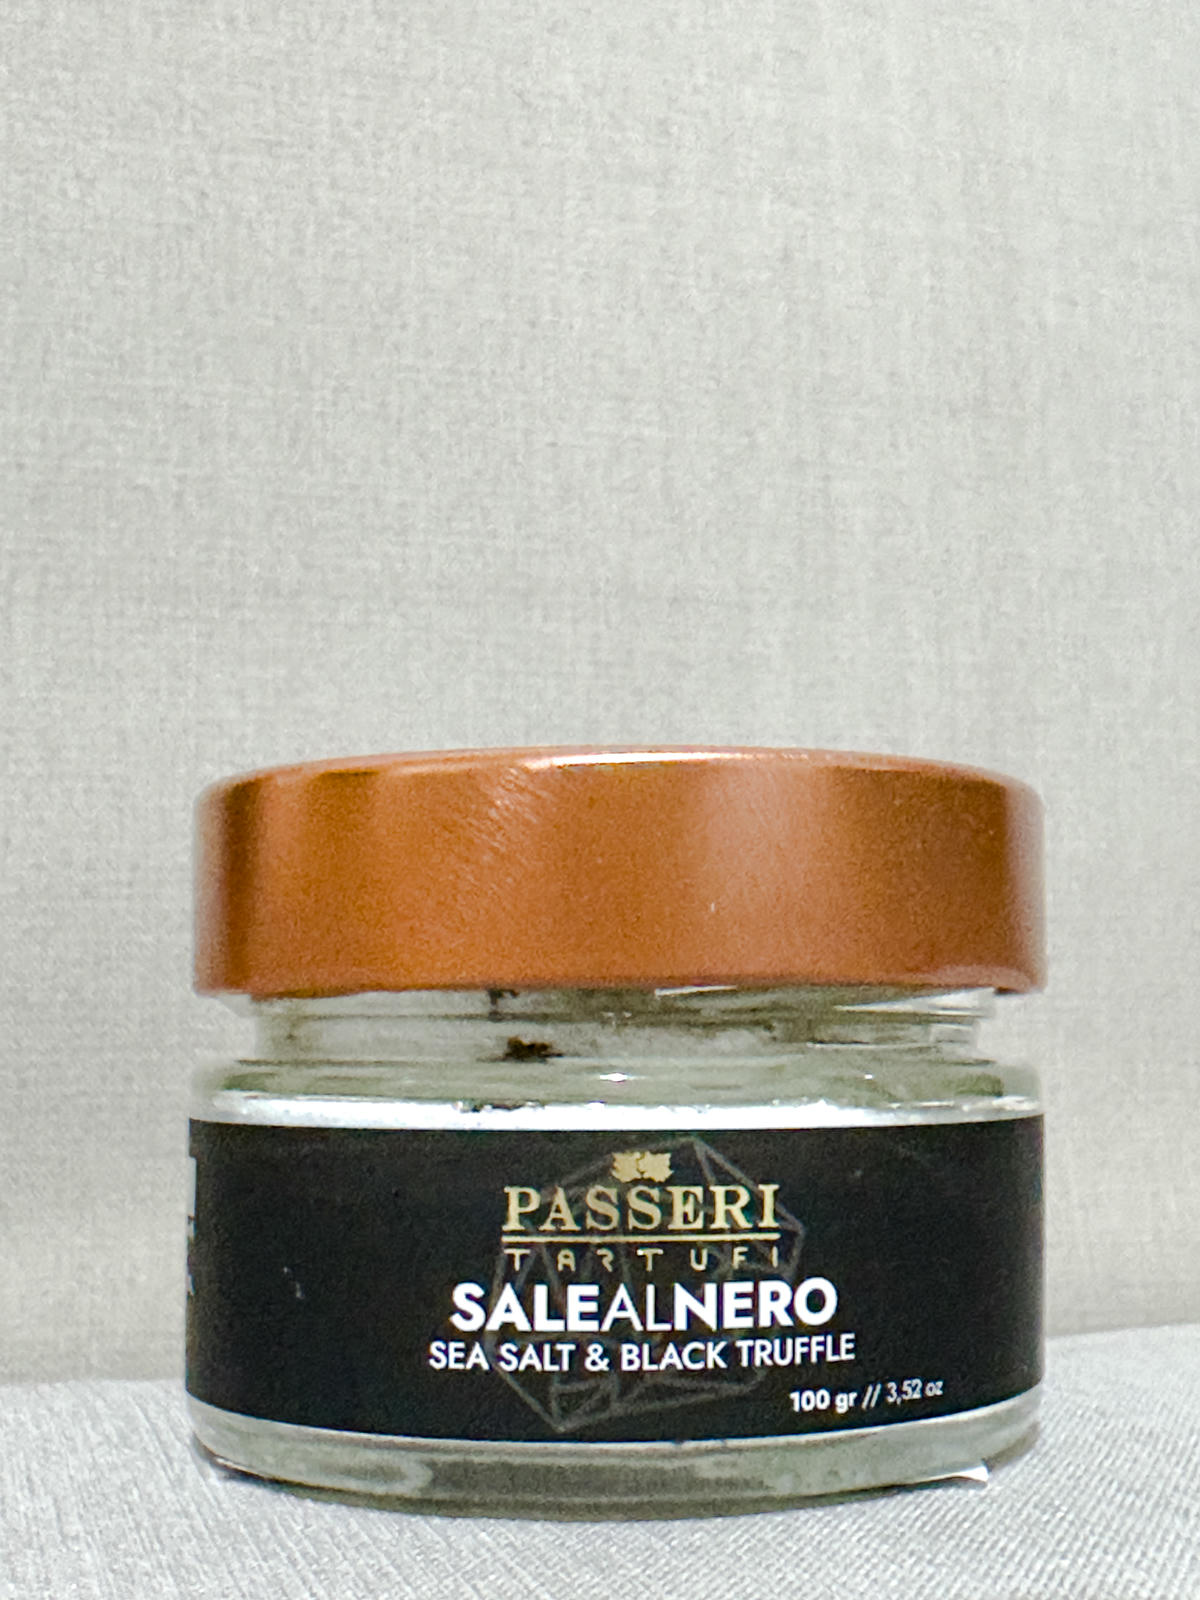 PASSERI
TARTUFI
SALEALNERO
SEA SALT & BLACK TRUFFLE
100 gr // 3,52 oz